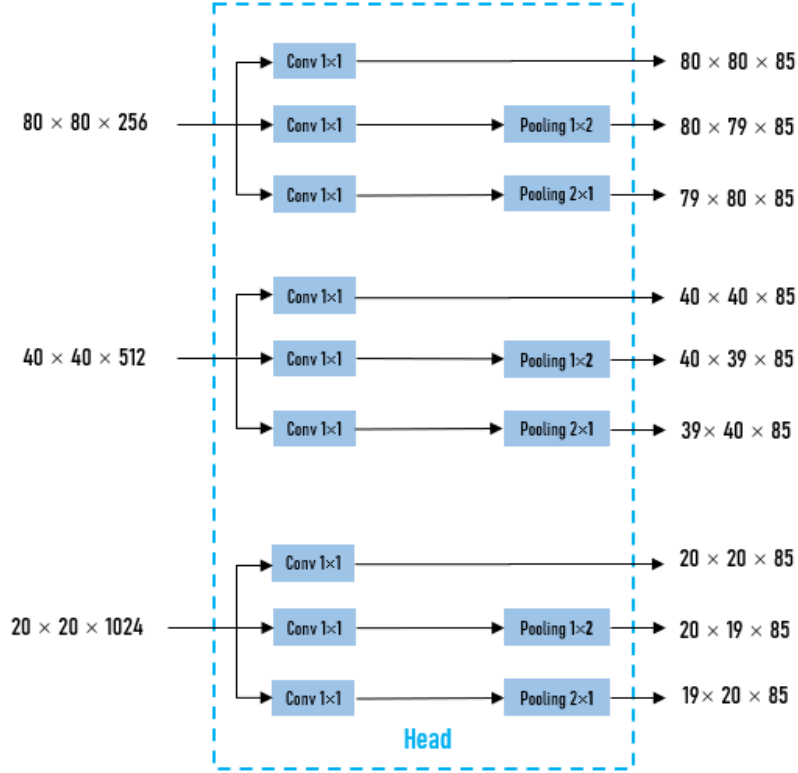 Conv 1×1
80 × 80 × 85
80 × 80 × 256
Conv 1×1
Pooling 1×2
80 × 79 × 85
Conv 1×1
Pooling 2×1
79 × 80 × 85
Conv 1×1
40 × 40 × 85
40 × 40 × 512
Conv 1×1
Pooling 1×2
40 × 39 × 85
Conv 1×1
Pooling 2×1
39× 40 × 85
Conv 1×1
20 × 20 × 85
20 × 20 × 1024
Conv 1×1
Pooling 1×2
20 × 19 × 85
Conv 1×1
Pooling 2×1
19× 20 × 85
Head